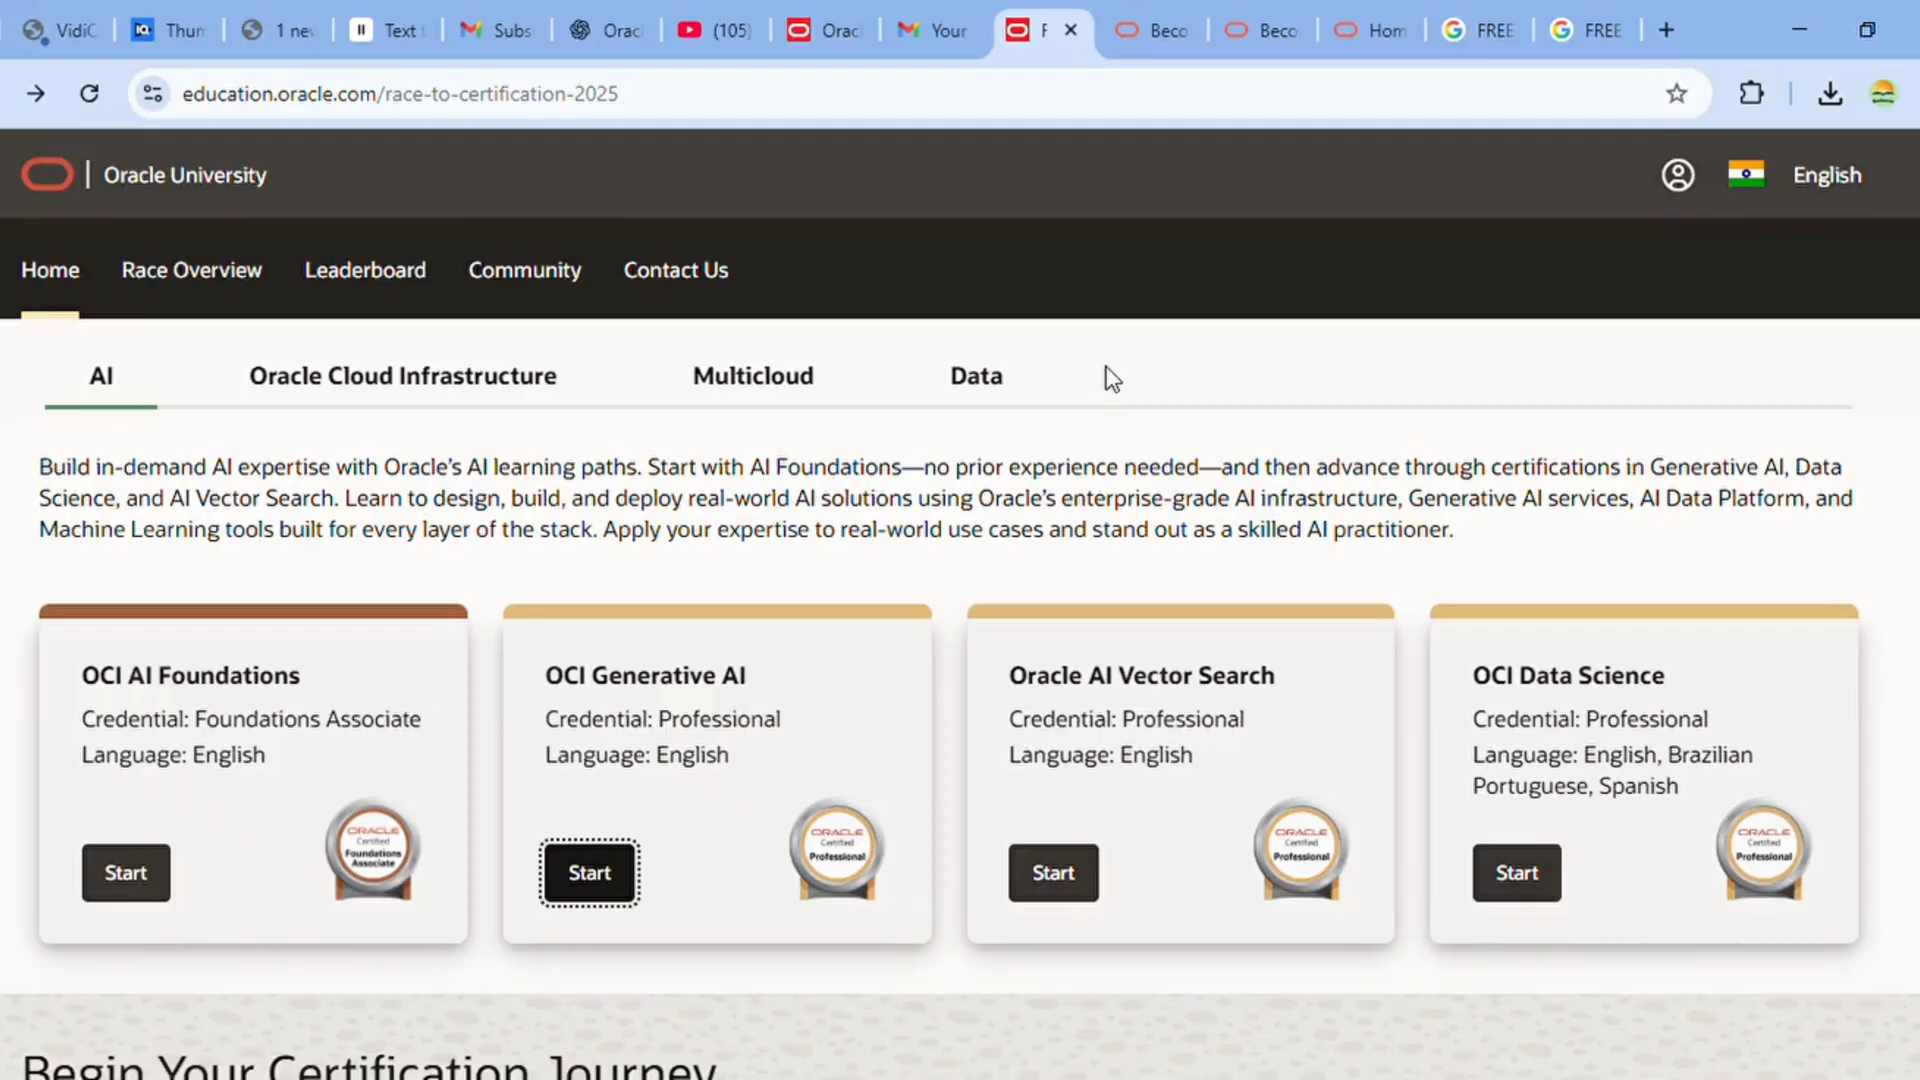 VidiC
Thun
1 nev
Text t
Subs
Oracl
(105)
Oracl
Your
F
Beco
Beco
Hom
FREE
FREE
education.oracle.com/race-to-certification-2025
Oracle University
English
Home Race Overview Leaderboard Community Contact Us
AI Oracle Cloud Infrastructure Multicloud Data
Build in-demand AI expertise with Oracle's AI learning paths. Start with AI Foundations—no prior experience needed—and then advance through certifications in Generative AI, Data
Science, and AI Vector Search. Learn to design, build, and deploy real-world AI solutions using Oracle's enterprise-grade AI infrastructure, Generative AI services, AI Data Platform, and
Machine Learning tools built for every layer of the stack. Apply your expertise to real-world use cases and stand out as a skilled AI practitioner.
OCI AI Foundations
Credential: Foundations Associate
Language: English
Start
ORACLE
Certified
Foundations
Associate
OCI Generative AI
Credential: Professional
Language: English
Start
ORACLE
Certified
Professional
Oracle AI Vector Search
Credential: Professional
Language: English
Start
ORACLE
Certified
Professional
OCI Data Science
Credential: Professional
Language: English, Brazilian
Portuguese, Spanish
Start
ORACLE
Certified
Professional
Begin Your Certification Journey